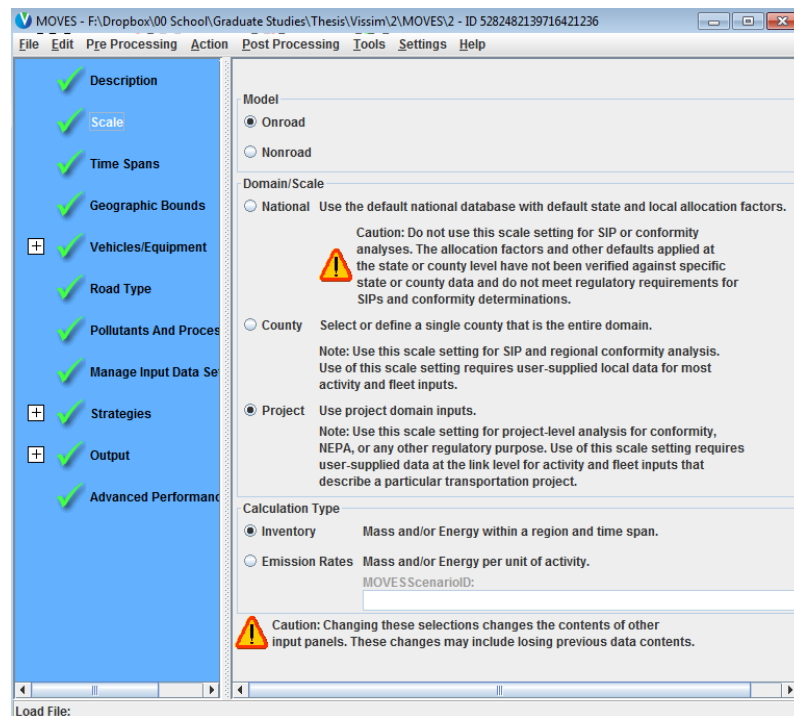 MOVES - F:\Dropbox\00 School\Graduate Studies\Thesis\Vissim\2\MOVES\2 - ID 5282482139716421236
File Edit Pre Processing Action Post Processing Tools Settings Help
Description
Scale
Time Spans
Geographic Bounds
Vehicles/Equipment
Road Type
Pollutants And Proces
Manage Input Data Se
Strategies
Output
Advanced Performanc
Model
Onroad
Nonroad
Domain/Scale
National Use the default national database with default state and local allocation factors.
Caution: Do not use this scale setting for SIP or conformity
analyses. The allocation factors and other defaults applied at
the state or county level have not been verified against specific
state or county data and do not meet regulatory requirements for
SIPs and conformity determinations.
County Select or define a single county that is the entire domain.
Note: Use this scale setting for SIP and regional conformity analysis.
Use of this scale setting requires user-supplied local data for most
activity and fleet inputs.
Project Use project domain inputs.
Note: Use this scale setting for project-level analysis for conformity,
NEPA, or any other regulatory purpose. Use of this scale setting requires
user-supplied data at the link level for activity and fleet inputs that
describe a particular transportation project.
Calculation Type
Inventory Mass and/or Energy within a region and time span.
Emission Rates Mass and/or Energy per unit of activity.
MOVESScenarioID:
Caution: Changing these selections changes the contents of other
input panels. These changes may include losing previous data contents.
Load File: